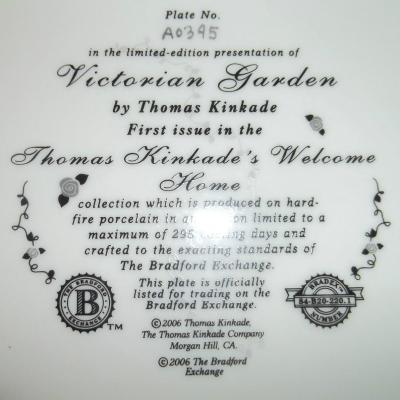 Plate No.
A0395
in the limited-edition presentation of
Victorian Garden
by Thomas Kinkade
First issue in the
Thomas Kinkade's Welcome
Home
collection which is produced on hard-
fire porcelain in an limited to a
maximum of 295 days and
crafted to the exacting standards of
The Bradford Exchange.
This plate is officially
listed for trading on the
Bradford Exchange.
THE BRADFORD
B
EXCHANGE
TM
BRADEX
84-B20-220.1
NUMBER
©2006 Thomas Kinkade,
The Thomas Kinkade Company
Morgan Hill, CA.
©2006 The Bradford
Exchange